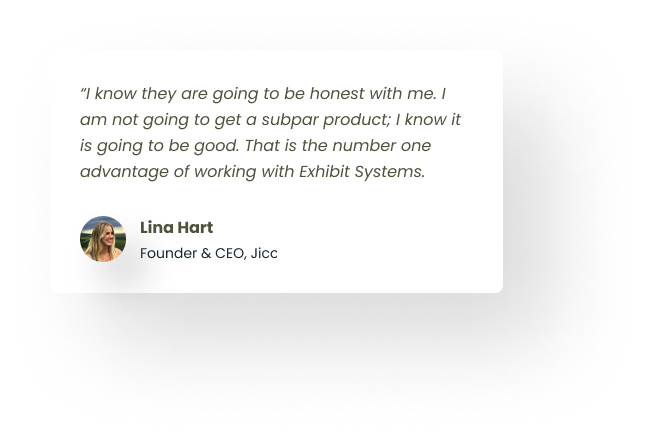 “I know they are going to be honest with me. I
am not going to get a subpar product; I know it
is going to be good. That is the number one
advantage of working with Exhibit Systems.
Lina Hart
Founder & CEO,